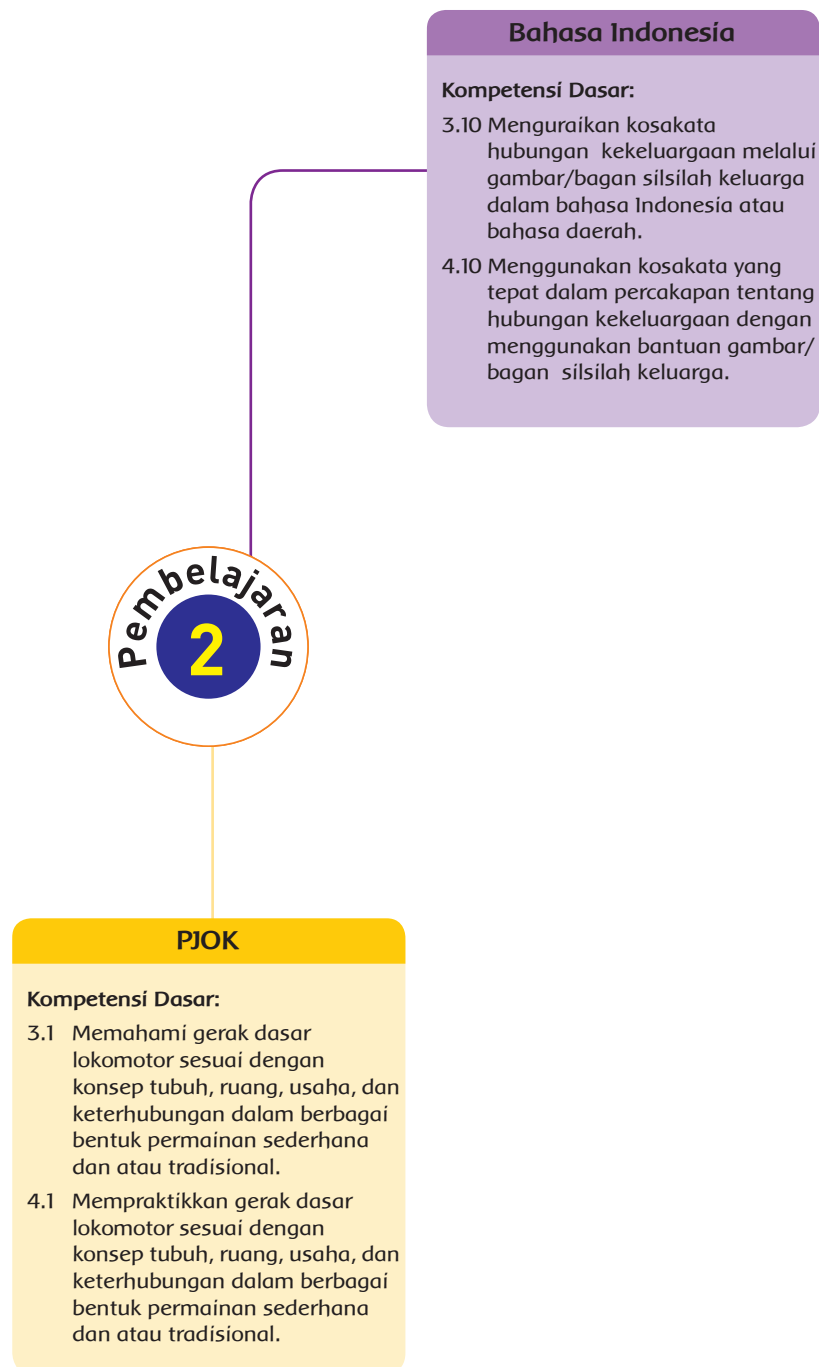 Bahasa Indonesia
Kompetensi Dasar:
3.10 Menguraikan kosakata
hubungan kekeluargaan melalui
gambar/bagan silsilah keluarga
dalam bahasa Indonesia atau
bahasa daerah.
4.10 Menggunakan kosakata yang
tepat dalam percakapan tentang
hubungan kekeluargaan dengan
menggunakan bantuan gambar/
bagan silsilah keluarga.
Pembelajaran
2
PJOK
Kompetensi Dasar:
3.1 Memahami gerak dasar
lokomotor sesuai dengan
konsep tubuh, ruang, usaha, dan
keterhubungan dalam berbagai
bentuk permainan sederhana
dan atau tradisional.
4.1 Mempraktikkan gerak dasar
lokomotor sesuai dengan
konsep tubuh, ruang, usaha, dan
keterhubungan dalam berbagai
bentuk permainan sederhana
dan atau tradisional.